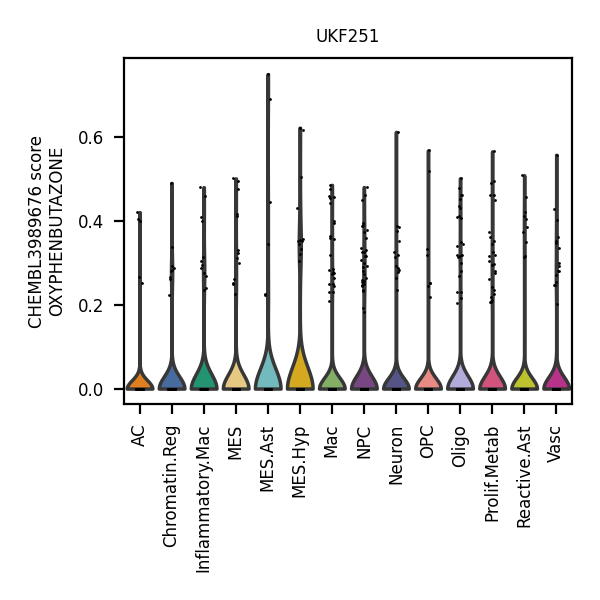 UKF251
CHEMBL3989676 score
OXYPHENBUTAZONE
0.6
0.4
0.2
0.0
AC
Chromatin.Reg
Inflammatory.Mac
MES
MES.Ast
MES.Hyp
Mac
NPC
Neuron
OPC
Oligo
Prolif.Metab
Reactive.Ast
Vasc